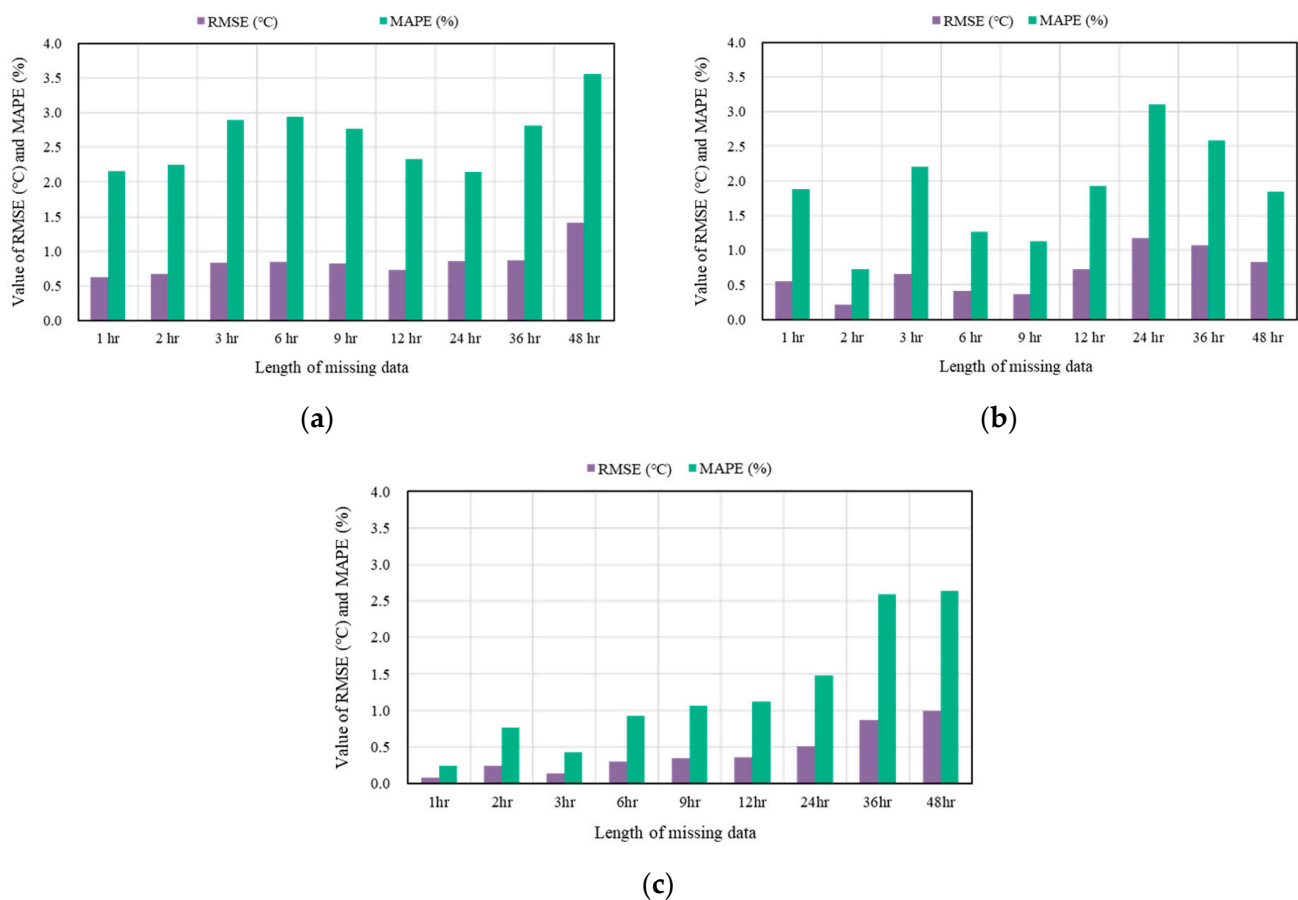 RMSE (℃) MAPE (%)
Value of RMSE (℃) and MAPE (%)
4.0
3.5
3.0
2.5
2.0
1.5
1.0
0.5
0.0
1 hr 2 hr 3 hr 6 hr 9 hr 12 hr 24 hr 36 hr 48 hr
Length of missing data
(a)
RMSE (℃) MAPE (%)
Value of RMSE (℃) and MAPE (%)
4.0
3.5
3.0
2.5
2.0
1.5
1.0
0.5
0.0
1 hr 2 hr 3 hr 6 hr 9 hr 12 hr 24 hr 36 hr 48 hr
Length of missing data
(b)
RMSE (℃) MAPE (%)
Value of RMSE (℃) and MAPE (%)
4.0
3.5
3.0
2.5
2.0
1.5
1.0
0.5
0.0
1hr 2hr 3hr 6hr 9hr 12hr 24hr 36hr 48hr
Length of missing data
(c)